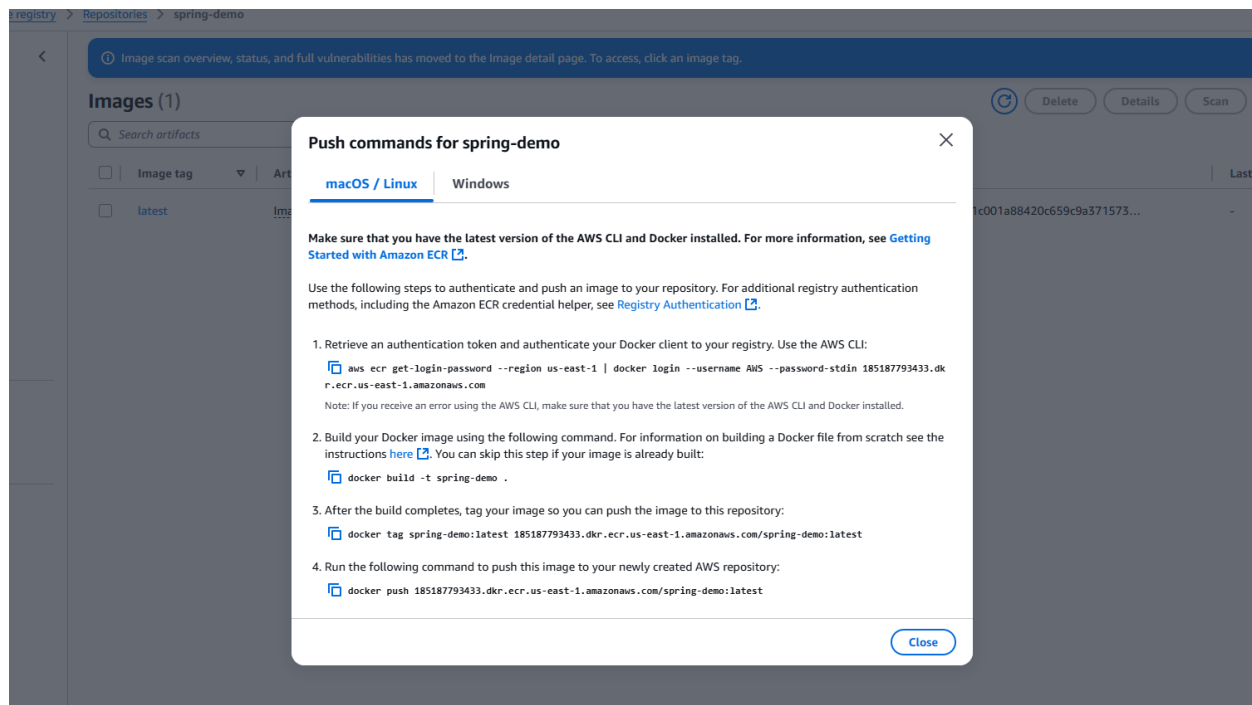 e registry > Repositories > spring-demo
Image scan overview, status, and full vulnerabilities has moved to the Image detail page. To access, click an image tag.
Images (1)
Delete
Details
Scan
Search artifacts
Image tag
Art
Last
latest
Ima
1c001a88420c659c9a371573...
-
Push commands for spring-demo
macOS / Linux
Windows
Make sure that you have the latest version of the AWS CLI and Docker installed. For more information, see Getting
Started with Amazon ECR.
Use the following steps to authenticate and push an image to your repository. For additional registry authentication
methods, including the Amazon ECR credential helper, see Registry Authentication.
1. Retrieve an authentication token and authenticate your Docker client to your registry. Use the AWS CLI:
aws ecr get-login-password --region us-east-1 | docker login --username AWS --password-stdin 185187793433.dk
r.ecr.us-east-1.amazonaws.com
Note: If you receive an error using the AWS CLI, make sure that you have the latest version of the AWS CLI and Docker installed.
2. Build your Docker image using the following command. For information on building a Docker file from scratch see the
instructions here. You can skip this step if your image is already built:
docker build -t spring-demo .
3. After the build completes, tag your image so you can push the image to this repository:
docker tag spring-demo:latest 185187793433.dkr.ecr.us-east-1.amazonaws.com/spring-demo:latest
4. Run the following command to push this image to your newly created AWS repository:
docker push 185187793433.dkr.ecr.us-east-1.amazonaws.com/spring-demo:latest
Close